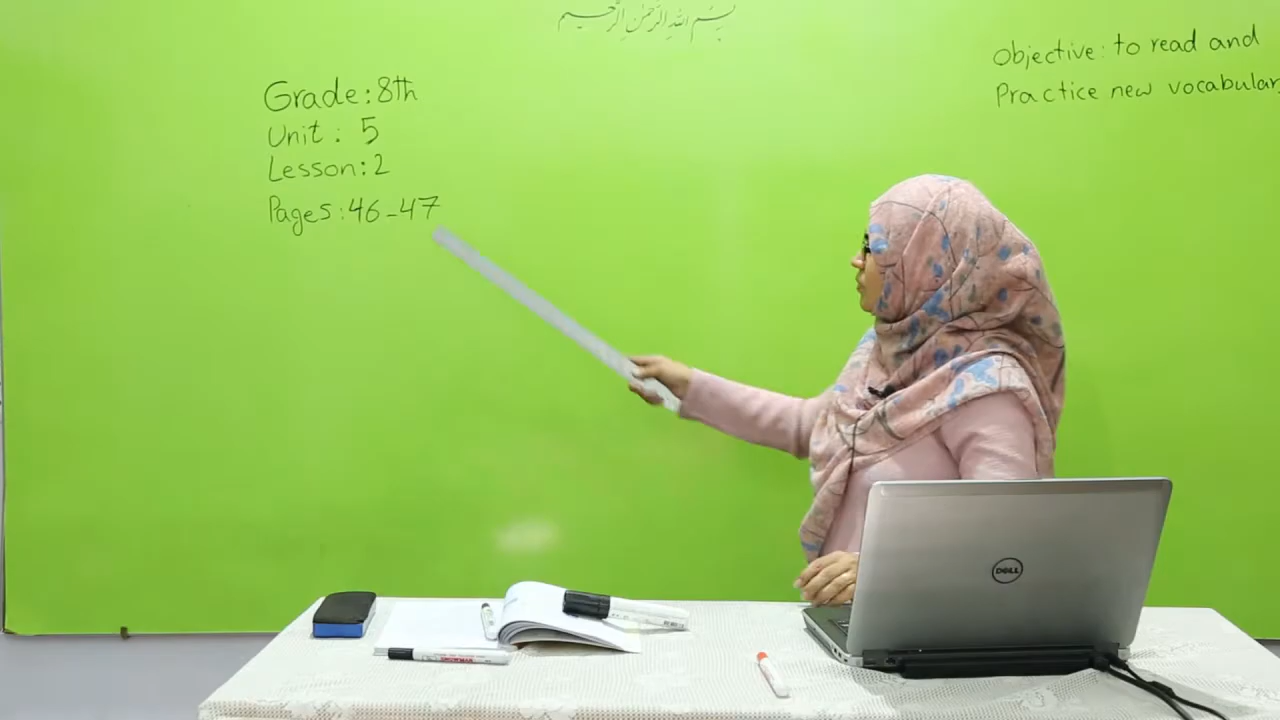 بسم الله الرحمن الرحيم
Grade: 8th
Unit : 5
Lesson: 2
Pages: 46-47
Objective: to read and
Practice new vocabular
DELL